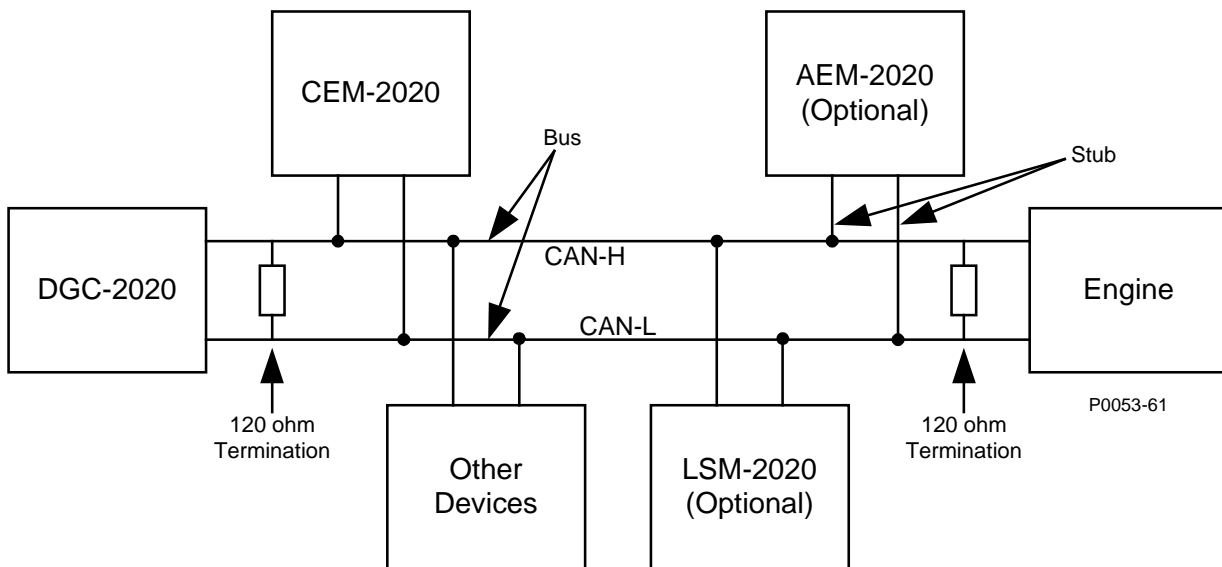 CEM-2020
AEM-2020
(Optional)
Bus
Stub
DGC-2020
CAN-H
Engine
CAN-L
120 ohm
Termination
Other
Devices
LSM-2020
(Optional)
120 ohm
Termination
P0053-61